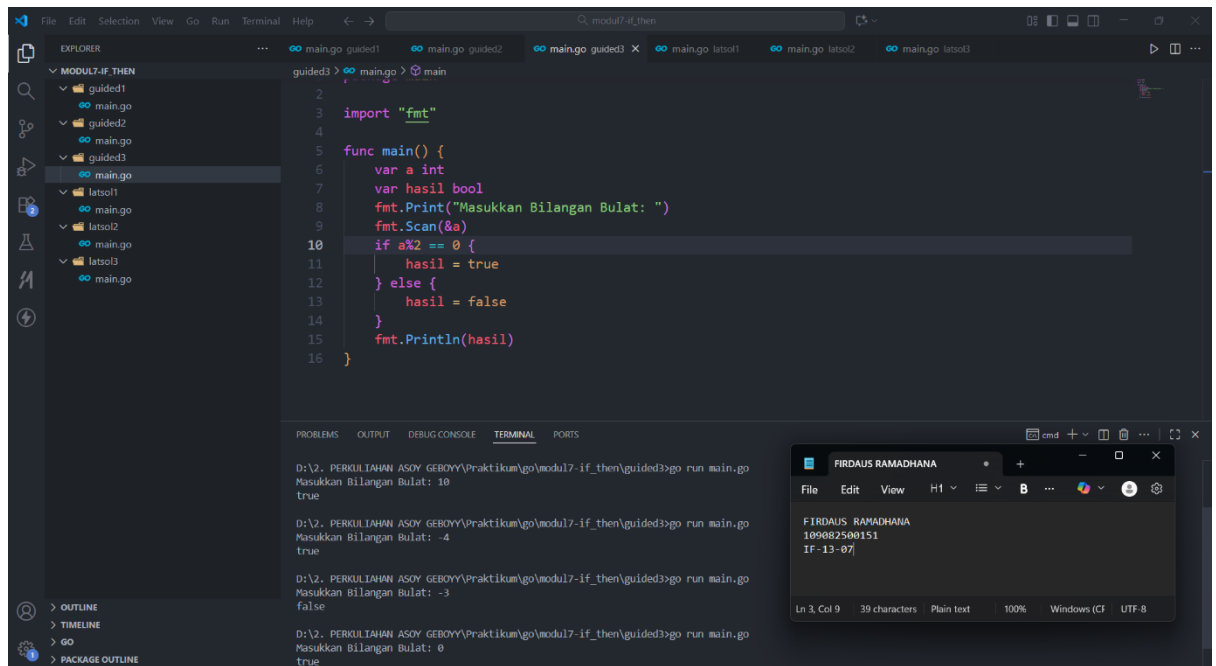 File Edit Selection View Go Run Terminal Help
modul7-if_then
EXPLORER
main.go guided1
main.go guided2
main.go guided3
main.go latsol1
main.go latsol2
main.go latsol3
MODUL7-IF_THEN
guided1
main.go
guided2
main.go
guided3
main.go
latsol1
main.go
latsol2
main.go
latsol3
main.go
OUTLINE
TIMELINE
GO
PACKAGE OUTLINE
2
1
guided3 > main.go > main
2
3 import "fmt"
4
5 func main() {
6 var a int
7 var hasil bool
8 fmt.Print("Masukkan Bilangan Bulat: ")
9 fmt.Scan(&a)
10 if a%2 == 0 {
11 hasil = true
12 } else {
13 hasil = false
14 }
15 fmt.Println(hasil)
16 }
PROBLEMS OUTPUT DEBUG CONSOLE TERMINAL PORTS
cmd
D:\2. PERKULIAHAN ASOY GEBOYY\Praktikum\go\modul7-if_then\guided3>go run main.go
Masukkan Bilangan Bulat: 10
true
D:\2. PERKULIAHAN ASOY GEBOYY\Praktikum\go\modul7-if_then\guided3>go run main.go
Masukkan Bilangan Bulat: -4
true
D:\2. PERKULIAHAN ASOY GEBOYY\Praktikum\go\modul7-if_then\guided3>go run main.go
Masukkan Bilangan Bulat: -3
false
D:\2. PERKULIAHAN ASOY GEBOYY\Praktikum\go\modul7-if_then\guided3>go run main.go
Masukkan Bilangan Bulat: 0
true
FIRDAUS RAMADHANA
File Edit View H1 B
FIRDAUS RAMADHANA
109082500151
IF-13-07
Ln 3, Col 9 39 characters Plain text 100% Windows (CF UTF-8